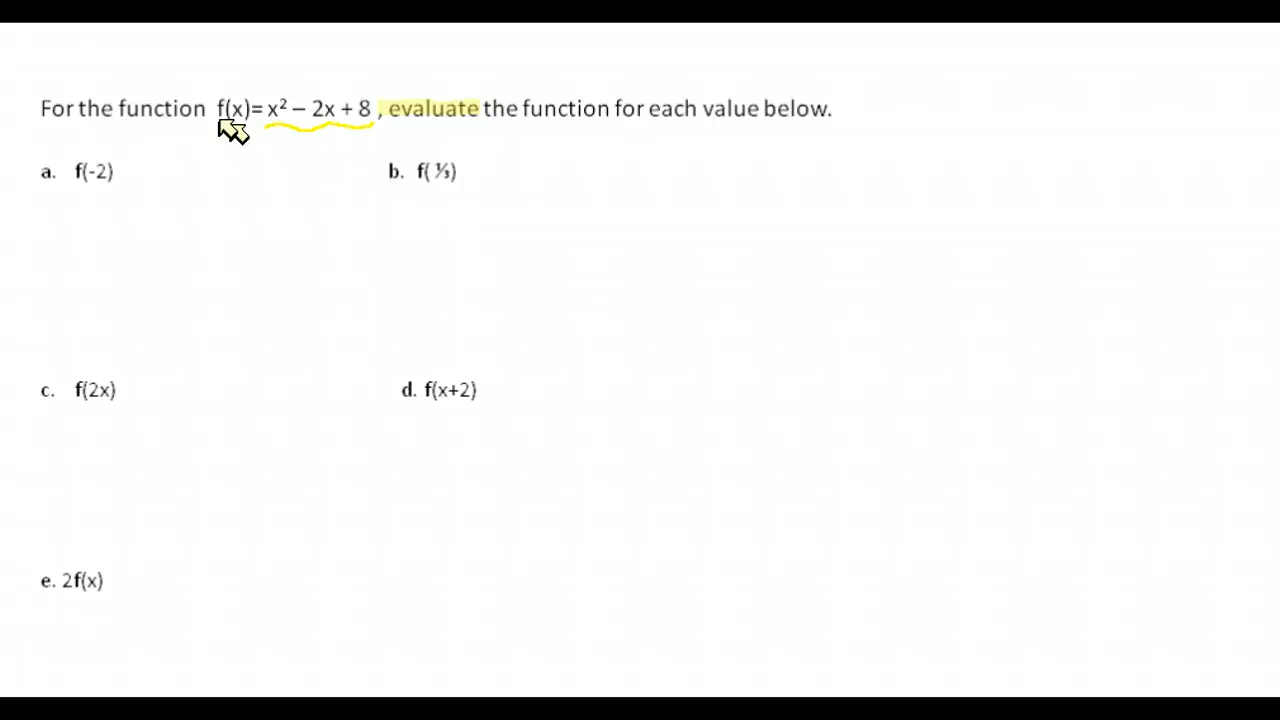 For the function f(x)= x² – 2x + 8 , evaluate the function for each value below.
a. f(-2) b. f( ⅓)
c. f(2x) d. f(x+2)
e. 2f(x)